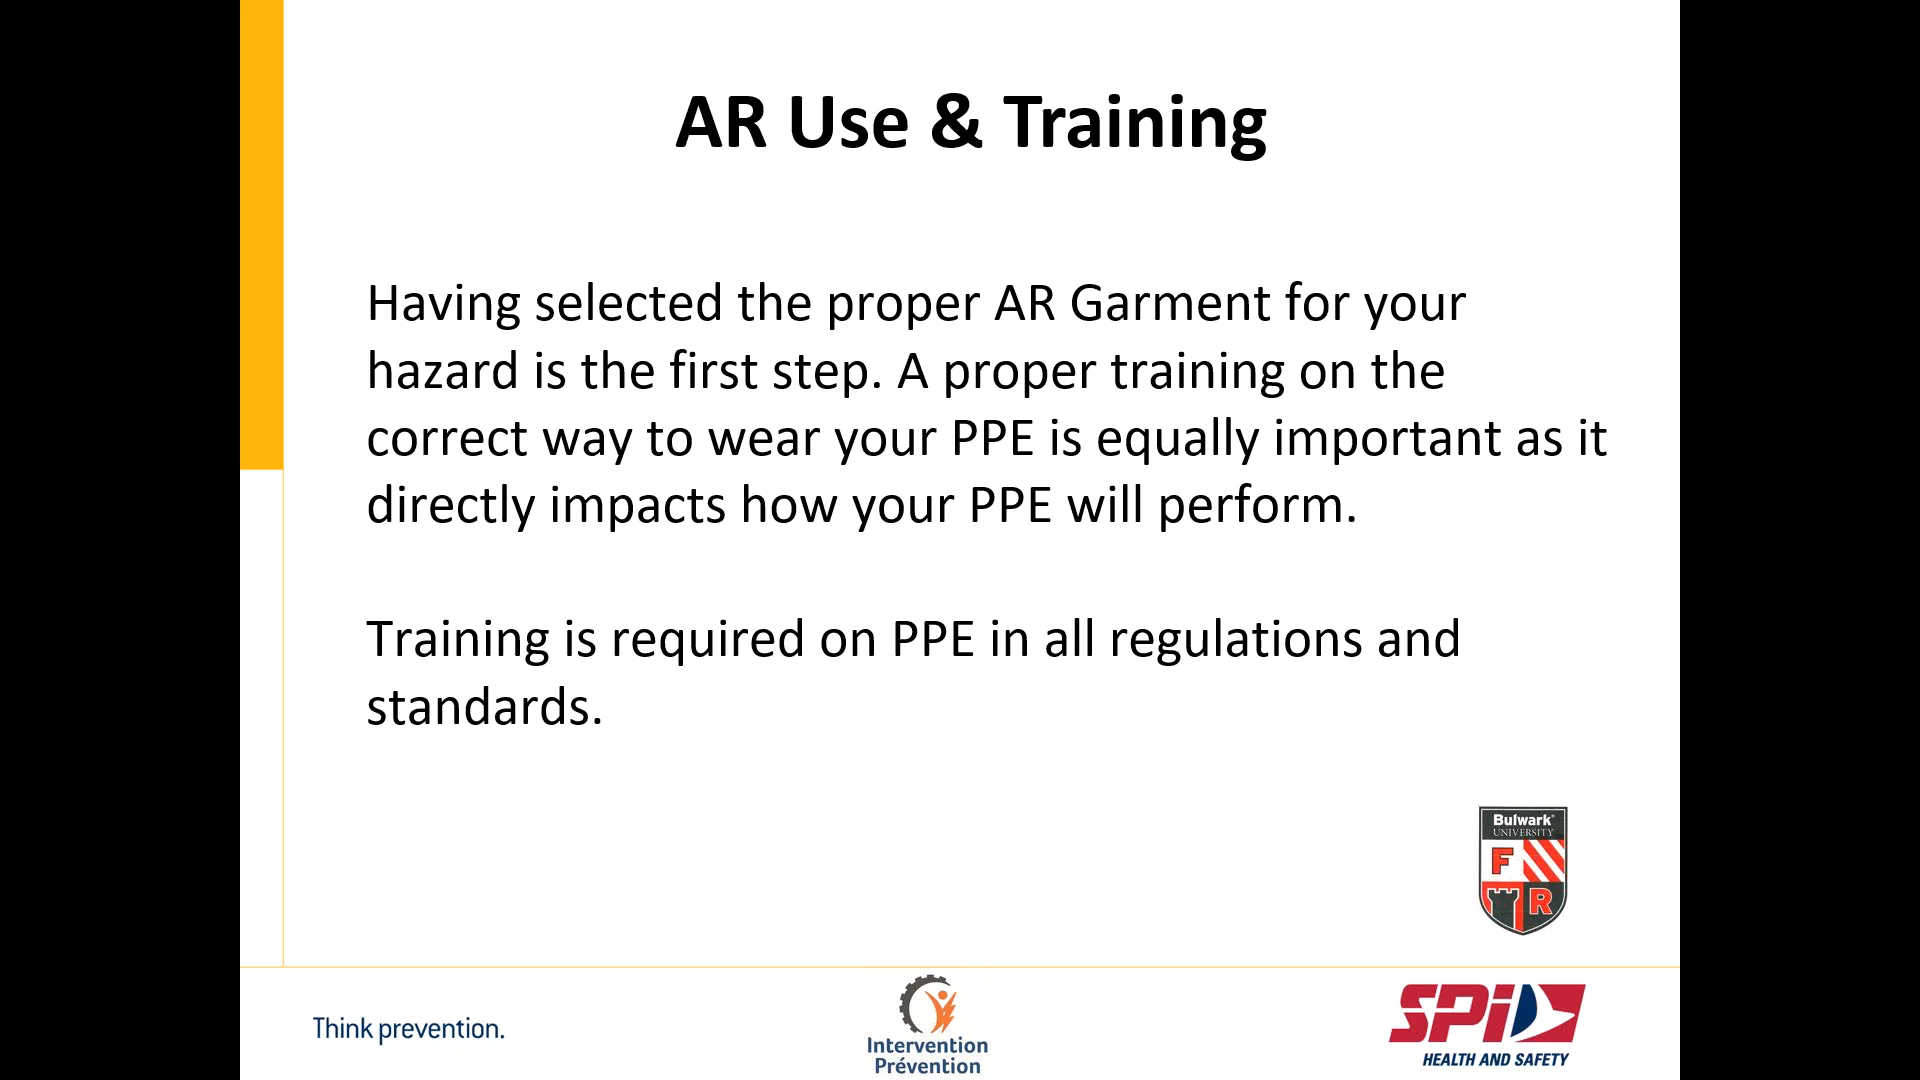 AR Use & Training
Having selected the proper AR Garment for your
hazard is the first step. A proper training on the
correct way to wear your PPE is equally important as it
directly impacts how your PPE will perform.
Training is required on PPE in all regulations and
standards.
Bulwark
UNIVERSITY
F
R
Think prevention.
Intervention
Prévention
SPi
HEALTH AND SAFETY